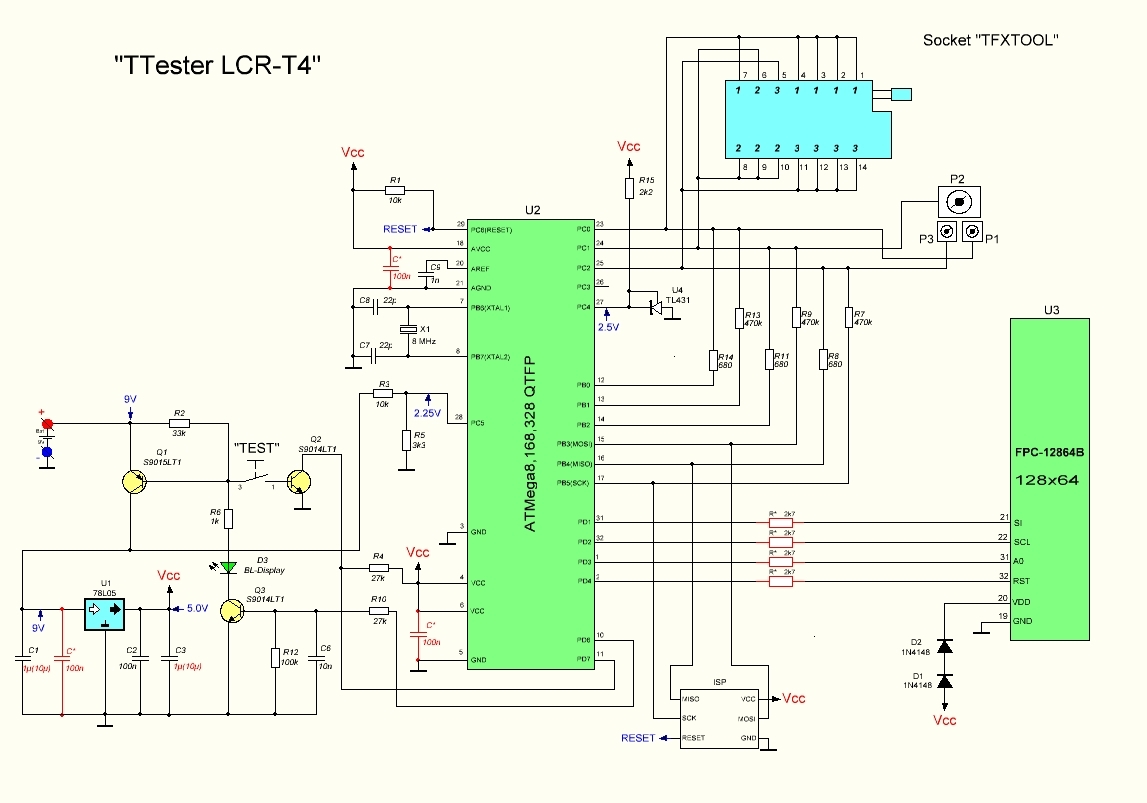 "TTester LCR-T4"
Socket "TFXTOOL"
7 6 5 4 3 2 1
1 2 3 1 1 1 1
2 2 2 3 3 3 3
8 9 10 11 12 13 14
P2
P3
P1
Vcc
R1
10k
RESET
C*
100n
C9
1n
C8 22p
X1
8 MHz
C7 22p
U2
ATMega8,168,328 QTFP
29 PC6(RESET)
18 AVCC
20 AREF
21 AGND
7 PB6(XTAL1)
8 PB7(XTAL2)
28 PC5
3 GND
4 VCC
6 VCC
5 GND
PC0 23
PC1 24
PC2 25
PC3 26
PC4 27
PB0 12
PB1 13
PB2 14
PB3(MOSI) 15
PB4(MISO) 16
PB5(SCK) 17
PD1 31
PD2 32
PD3 1
PD4 2
PD6 10
PD7 11
Vcc
R15
2k2
U4
TL431
2.5V
R13
470k
R9
470k
R7
470k
R14
680
R11
680
R8
680
R3
10k
2.25V
R5
3k3
9V
R2
33k
+
-
Q1
S9015LT1
"TEST"
3
1
Q2
S9014LT1
R6
1k
D3
BL-Display
Q3
S9014LT1
R4
27k
R10
27k
Vcc
C*
100n
U1
78L05
Vcc
5.0V
9V
C1
1µ(10µ)
C*
100n
C2
100n
C3
1µ(10µ)
R12
100k
C6
10n
R* 2k7
R* 2k7
R* 2k7
R* 2k7
U3
FPC-12864B
128x64
21 SI
22 SCL
31 A0
32 RST
20 VDD
19 GND
D2
1N4148
D1
1N4148
Vcc
ISP
MISO
SCK
RESET
VCC
MOSI
GND
Vcc
RESET